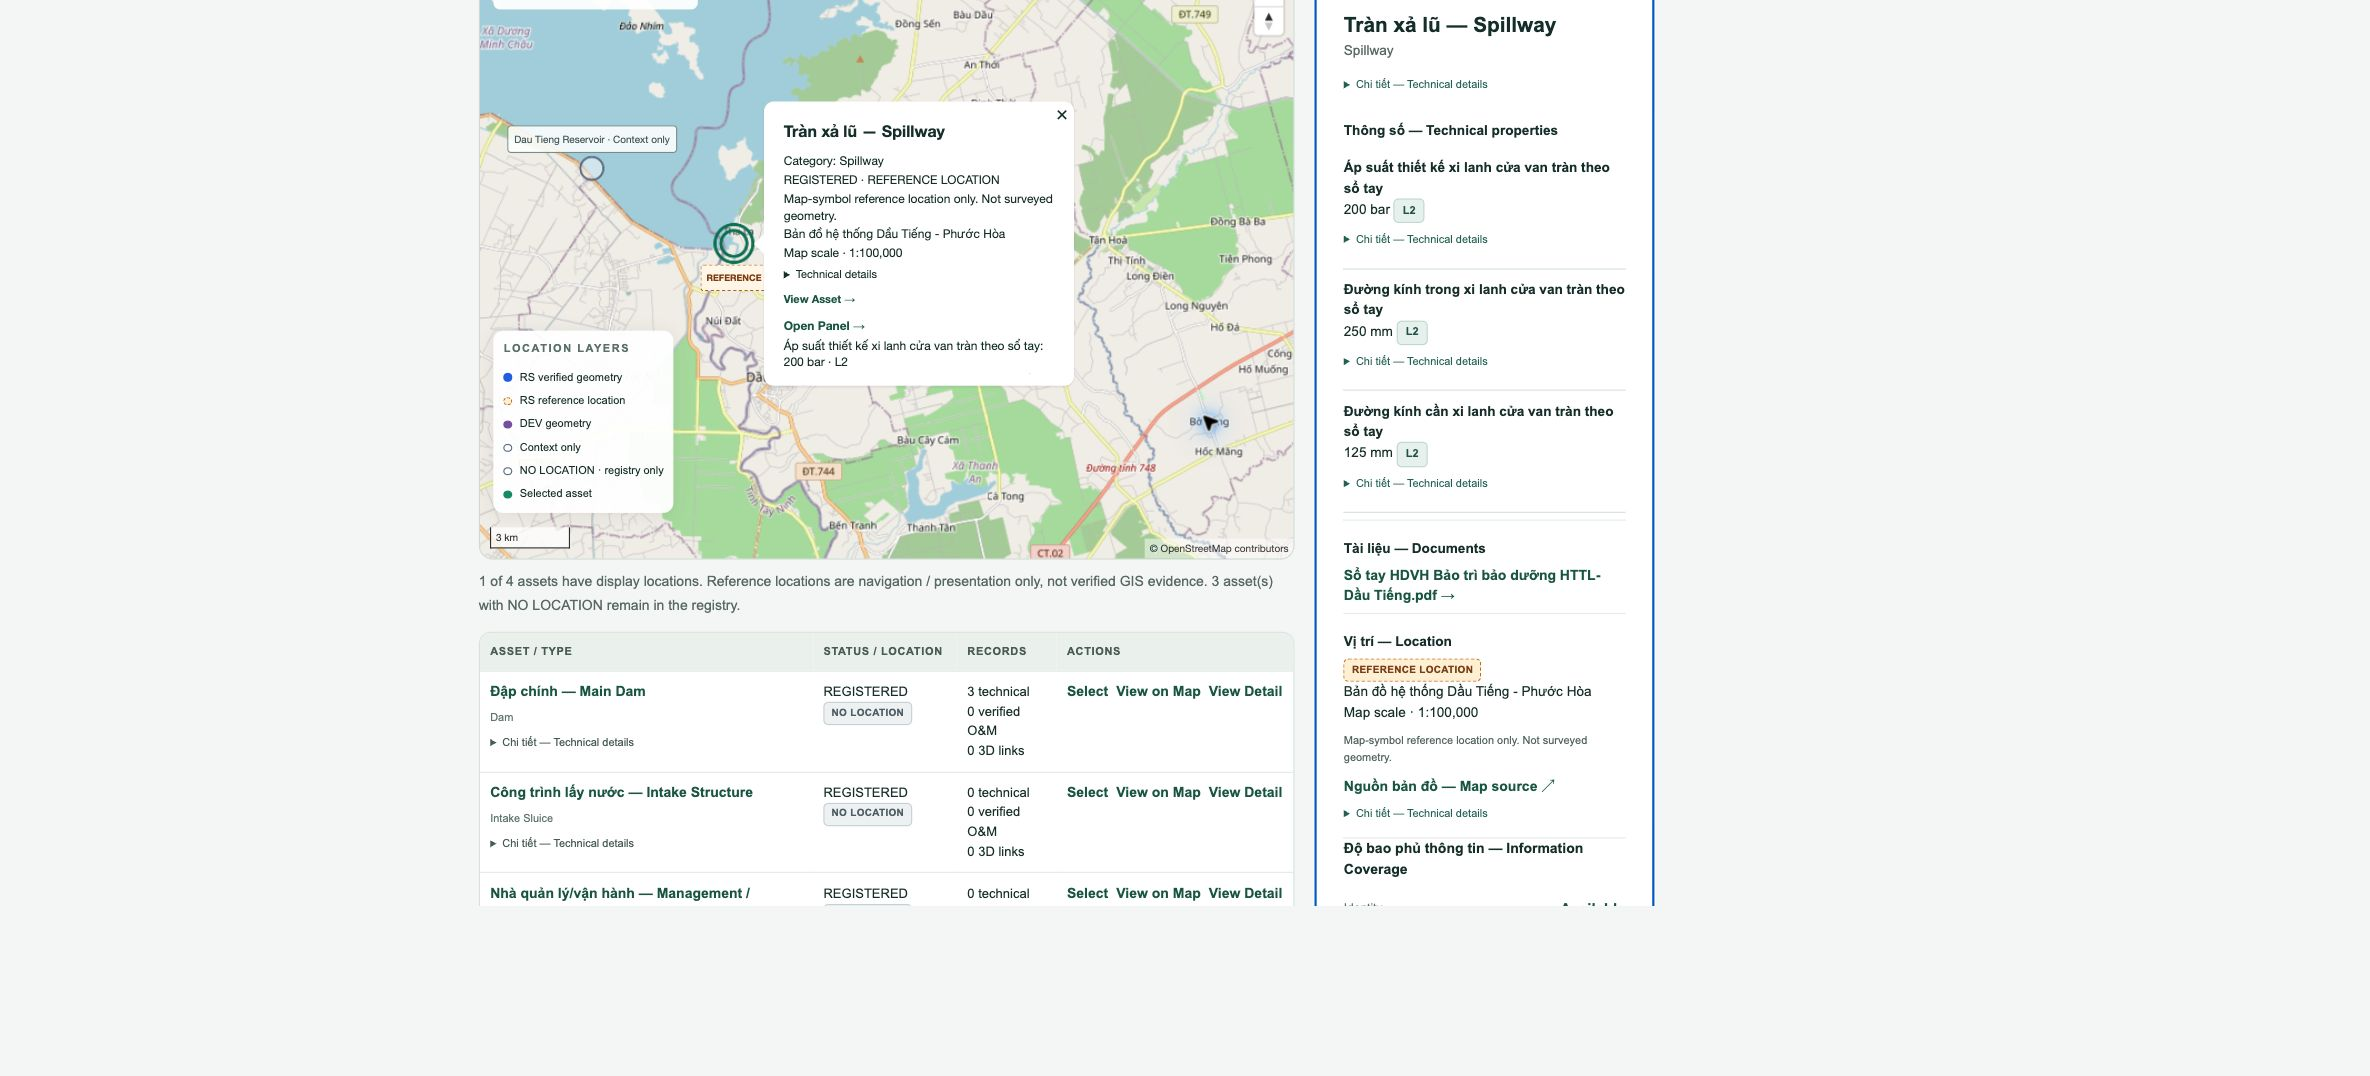 Xã Dương
Minh Châu
Đảo Nhím
Đồng Sến
Bàu Dầu
ĐT.749
An Thới
Dau Tieng Reservoir · Context only
REFERENCE
Núi Đất
Tràn xả lũ — Spillway
Category: Spillway
REGISTERED · REFERENCE LOCATION
Map-symbol reference location only. Not surveyed
geometry.
Bản đồ hệ thống Dầu Tiếng - Phước Hòa
Map scale · 1:100,000
▶ Technical details
View Asset →
Open Panel →
Áp suất thiết kế xi lanh cửa van tràn theo sổ tay:
200 bar · L2
Đồng Bà Ba
Tân Hoà
Thị Tính
Tiên Phong
Long Điền
Long Nguyên
Hố Đá
Hố Muông
Hốc Măng
Bàu Cây Cám
Xã Thanh
An
Cà Tong
Đường tỉnh 748
ĐT.744
Bến Tranh
Thanh Tân
CT.02
LOCATION LAYERS
RS verified geometry
RS reference location
DEV geometry
Context only
NO LOCATION · registry only
Selected asset
3 km
© OpenStreetMap contributors
1 of 4 assets have display locations. Reference locations are navigation / presentation only, not verified GIS evidence. 3 asset(s)
with NO LOCATION remain in the registry.
ASSET / TYPE STATUS / LOCATION RECORDS ACTIONS
Đập chính — Main Dam REGISTERED 3 technical Select View on Map View Detail
NO LOCATION 0 verified
Dam
O&M
▶ Chi tiết — Technical details
0 3D links
Công trình lấy nước — Intake Structure REGISTERED 0 technical Select View on Map View Detail
NO LOCATION 0 verified
Intake Sluice
O&M
▶ Chi tiết — Technical details
0 3D links
Nhà quản lý/vận hành — Management / REGISTERED 0 technical Select View on Map View Detail
Tràn xả lũ — Spillway
Spillway
▶ Chi tiết — Technical details
Thông số — Technical properties
Áp suất thiết kế xi lanh cửa van tràn theo
sổ tay
200 bar L2
▶ Chi tiết — Technical details
Đường kính trong xi lanh cửa van tràn theo
sổ tay
250 mm L2
▶ Chi tiết — Technical details
Đường kính cần xi lanh cửa van tràn theo
sổ tay
125 mm L2
▶ Chi tiết — Technical details
Tài liệu — Documents
Sổ tay HDVH Bảo trì bảo dưỡng HTTL-
Dầu Tiếng.pdf →
Vị trí — Location
REFERENCE LOCATION
Bản đồ hệ thống Dầu Tiếng - Phước Hòa
Map scale · 1:100,000
Map-symbol reference location only. Not surveyed
geometry.
Nguồn bản đồ — Map source ↗
▶ Chi tiết — Technical details
Độ bao phủ thông tin — Information
Coverage